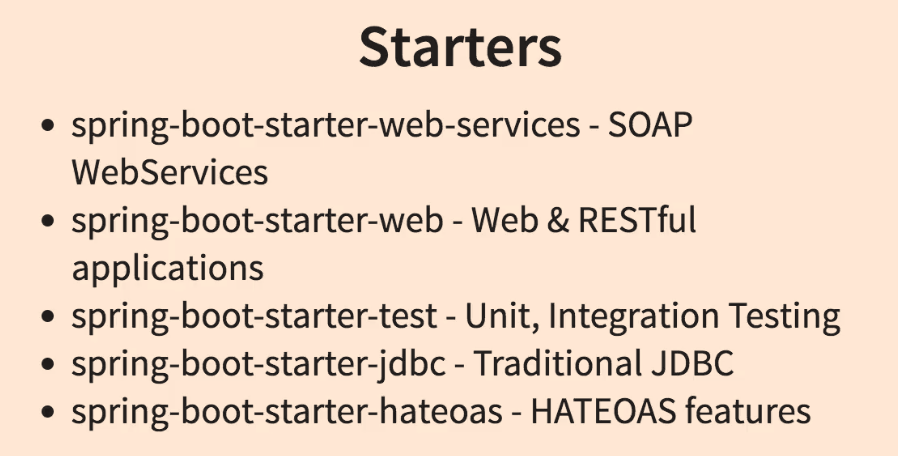 Starters
• spring-boot-starter-web-services - SOAP
WebServices
• spring-boot-starter-web - Web & RESTful
applications
• spring-boot-starter-test - Unit, Integration Testing
• spring-boot-starter-jdbc - Traditional JDBC
• spring-boot-starter-hateoas - HATEOAS features